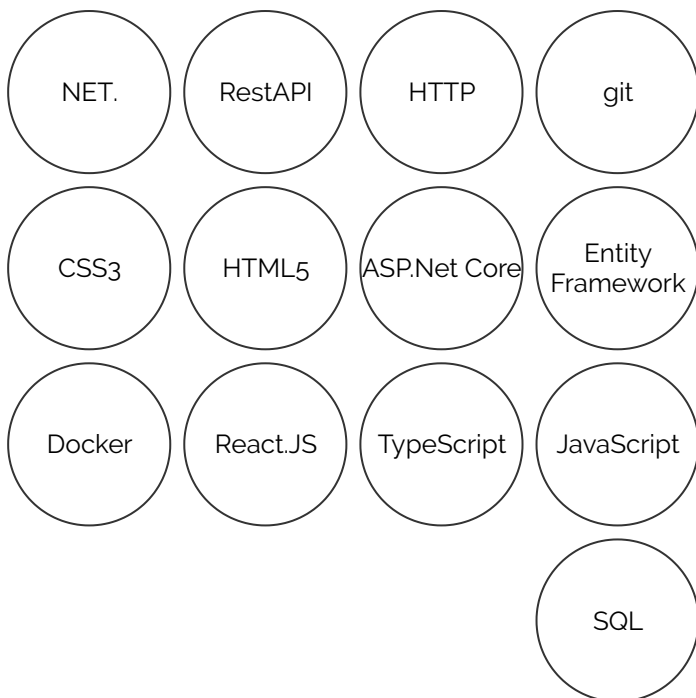 NET.
RestAPI
HTTP
git
CSS3
HTML5
ASP.Net Core
Entity
Framework
Docker
React.JS
TypeScript
JavaScript
SQL